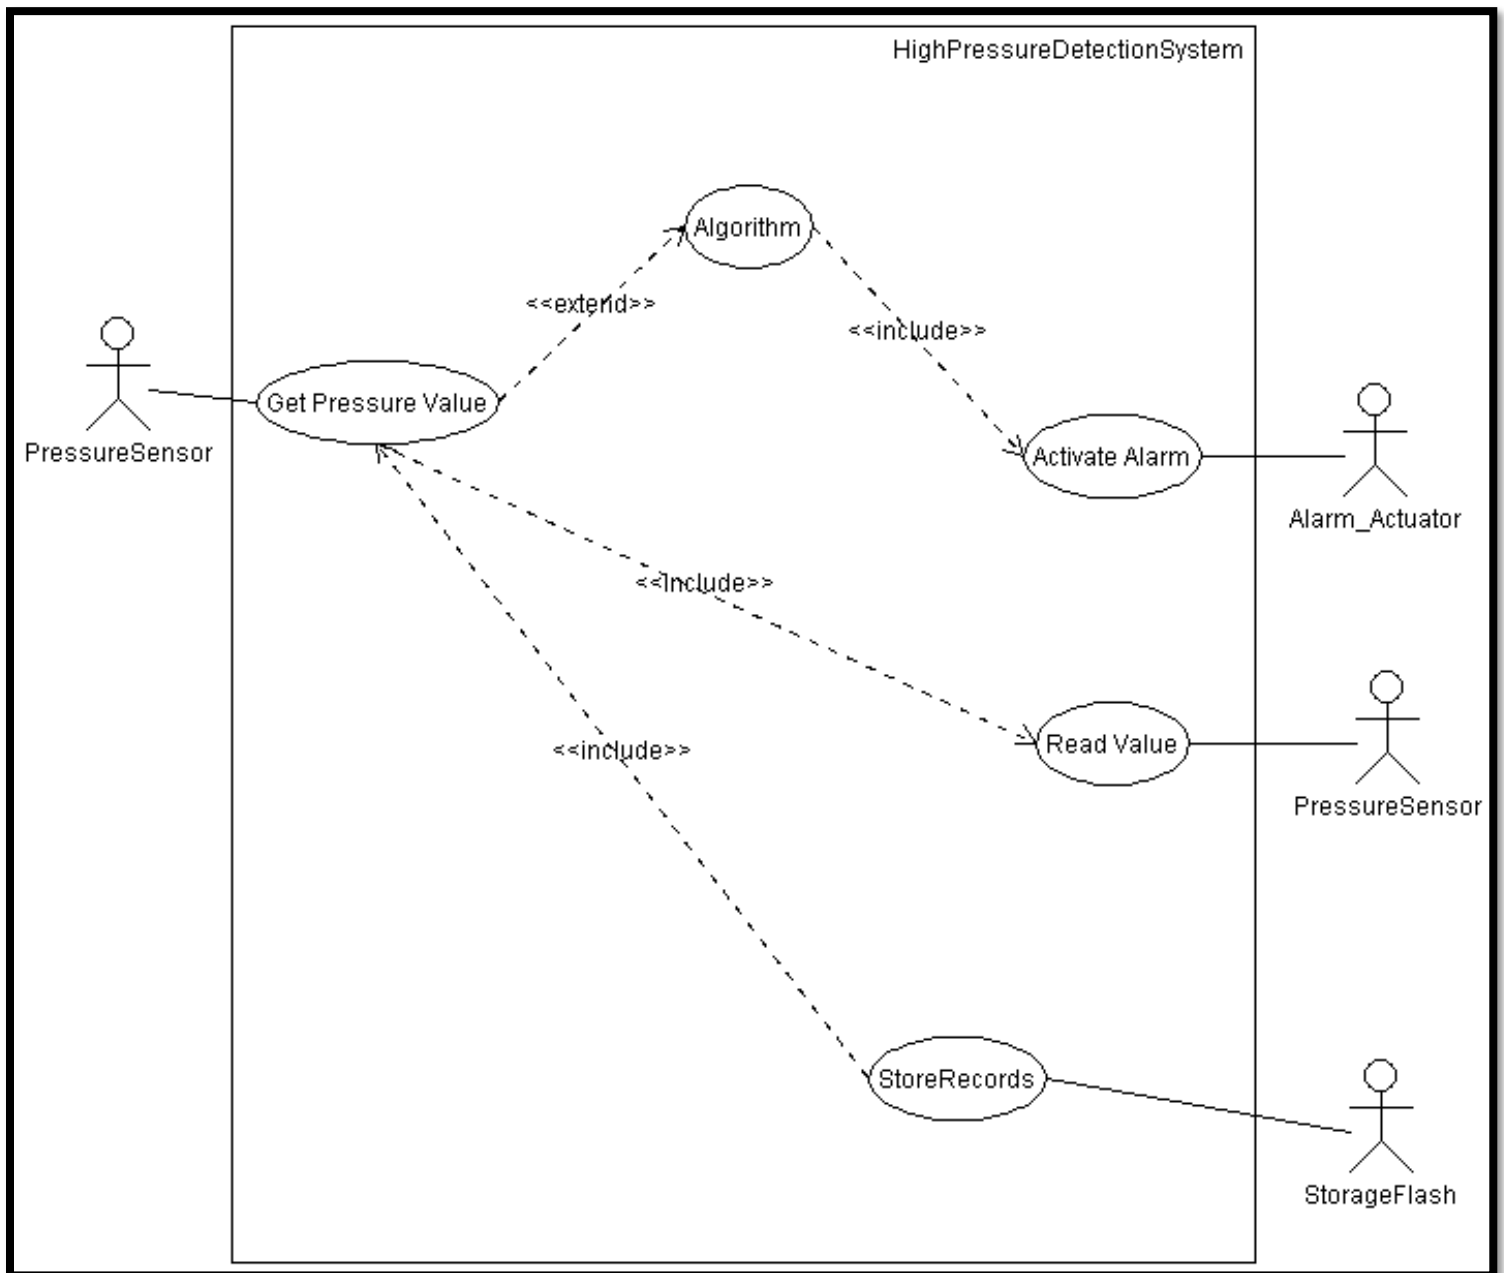 HighPressureDetectionSystem
Algorithm
<<extend>>
<<include>>
Get Pressure Value
PressureSensor
Activate Alarm
Alarm_Actuator
<<Include>>
Read Value
PressureSensor
<<include>>
StoreRecords
StorageFlash